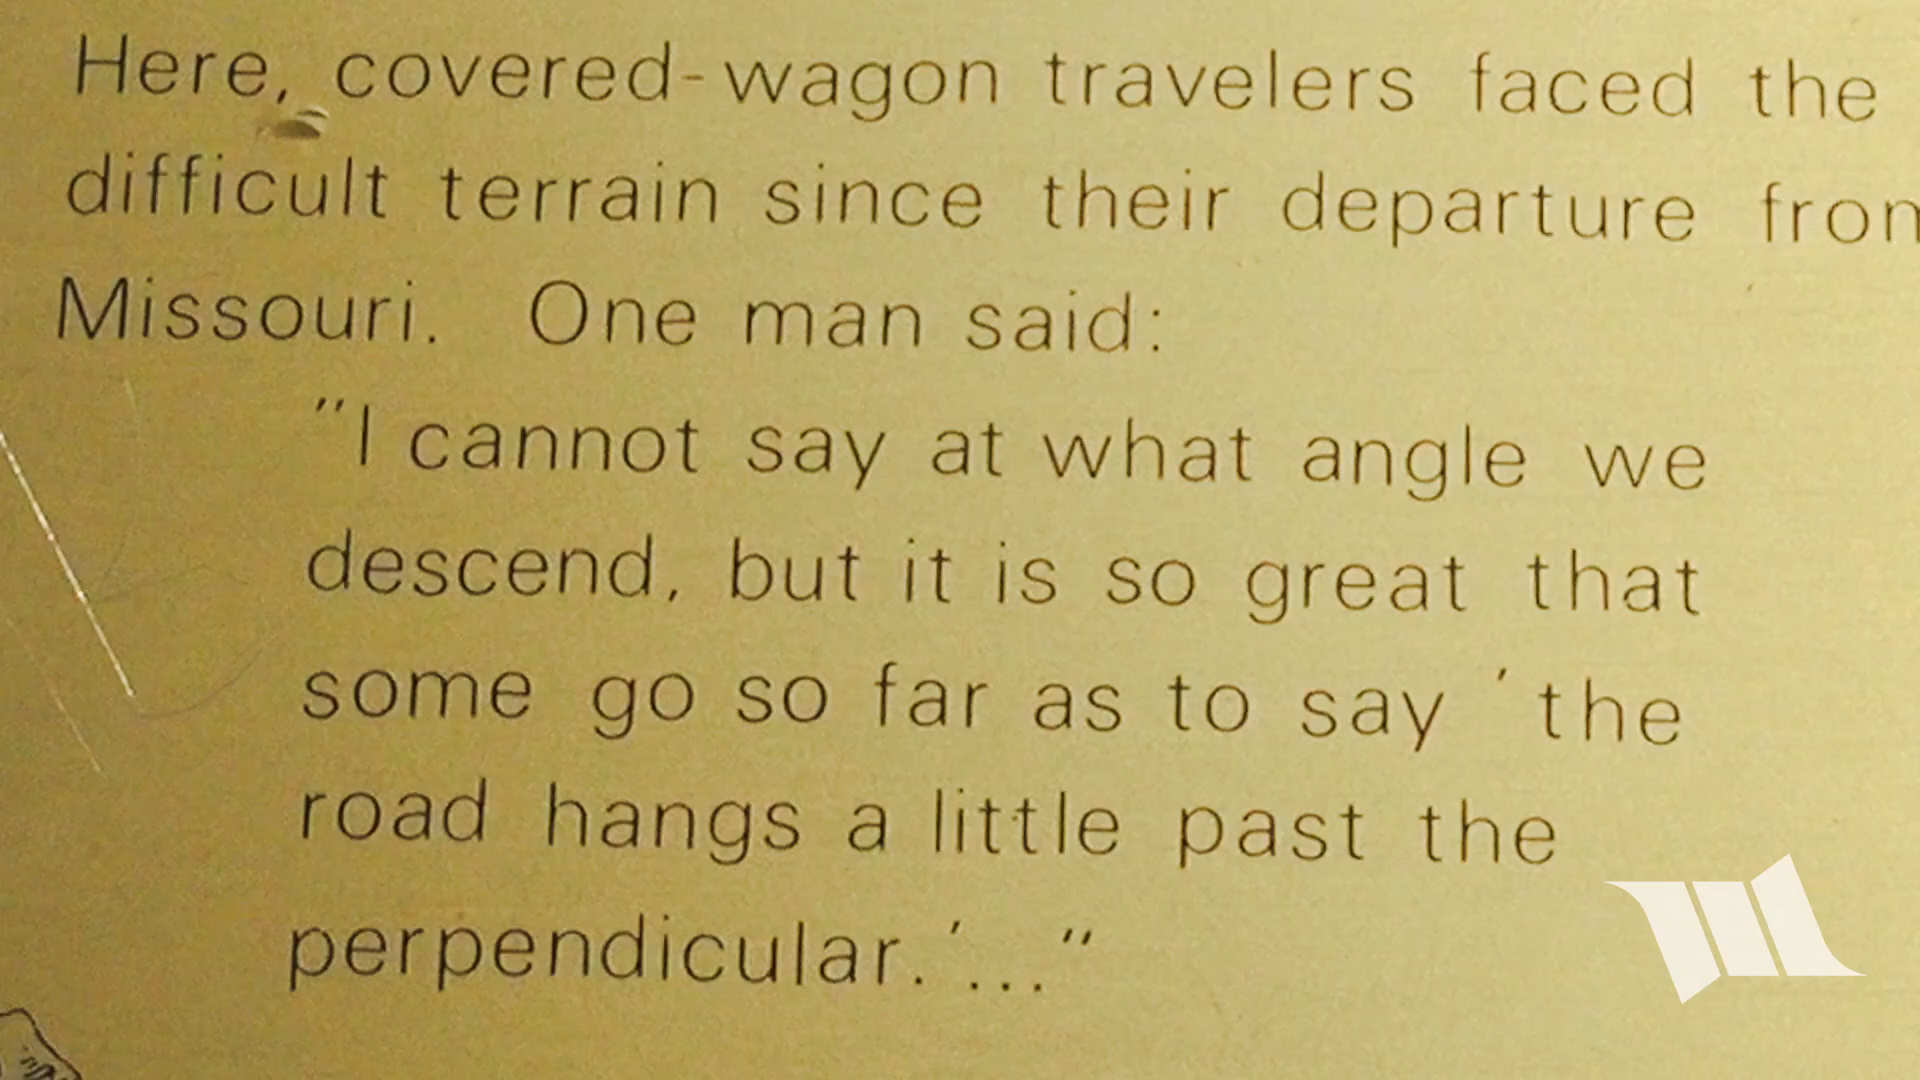 Here, covered-wagon travelers faced the
difficult terrain since their departure from
Missouri. One man said:
"I cannot say at what angle we
descend, but it is so great that
some go so far as to say 'the
road hangs a little past the
perpendicular.'..."